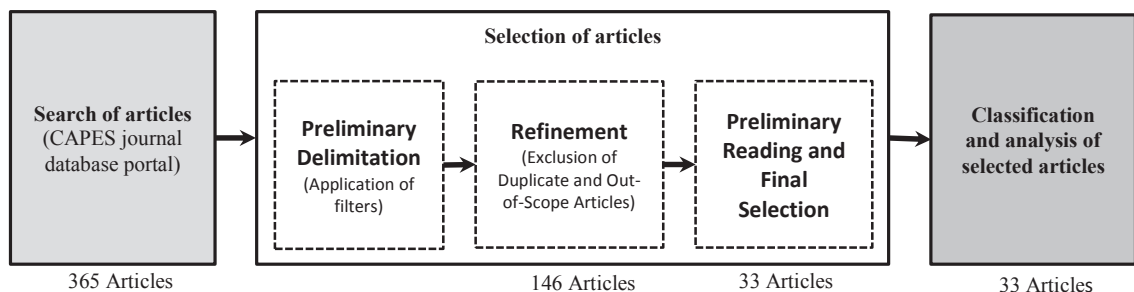 Selection of articles
Search of articles
(CAPES journal
database portal)
Preliminary
Delimitation
(Application of
filters)
Refinement
(Exclusion of
Duplicate and Out-
of-Scope Articles)
Preliminary
Reading and
Final
Selection
Classification
and analysis of
selected articles
365 Articles
146 Articles
33 Articles
33 Articles